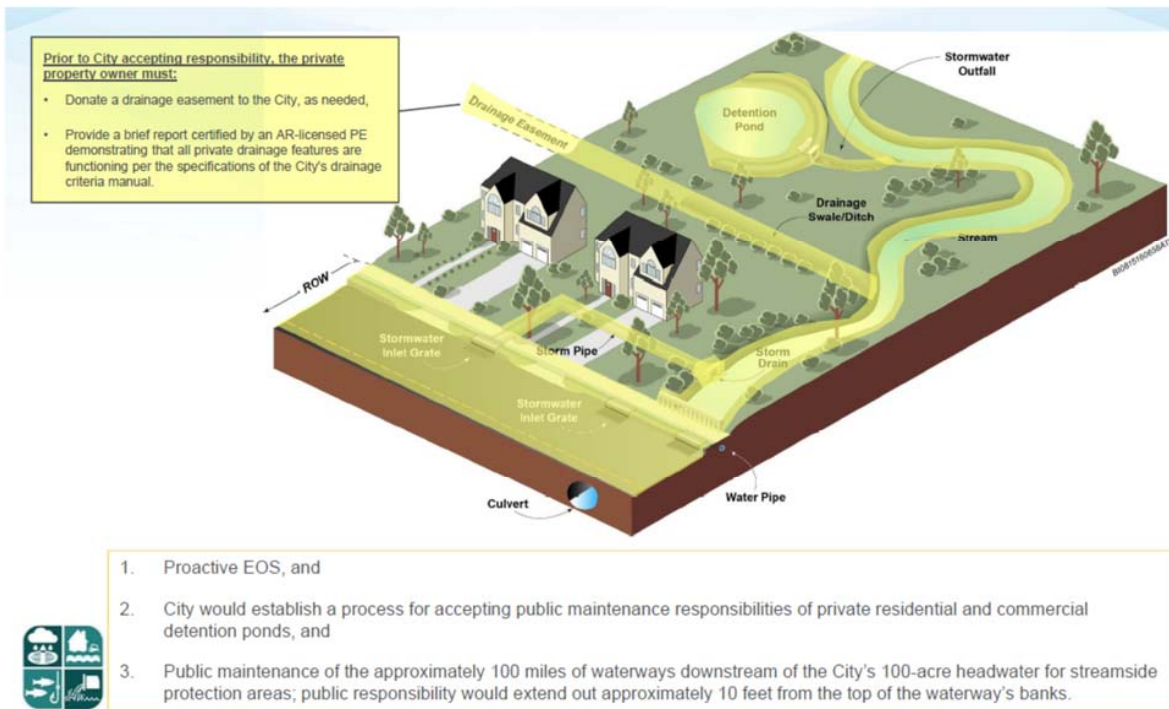 Prior to City accepting responsibility, the private
property owner must:
• Donate a drainage easement to the City, as needed,
• Provide a brief report certified by an AR-licensed PE
demonstrating that all private drainage features are
functioning per the specifications of the City's drainage
criteria manual.
Stormwater
Outfall
Drainage Easement
Detention
Pond
Drainage
Swale/Ditch
Stream
ROW
Stormwater
Inlet Grate
Storm Pipe
Storm
Drain
Stormwater
Inlet Grate
Culvert
Water Pipe
1. Proactive EOS, and
2. City would establish a process for accepting public maintenance responsibilities of private residential and commercial
detention ponds, and
3. Public maintenance of the approximately 100 miles of waterways downstream of the City's 100-acre headwater for streamside
protection areas; public responsibility would extend out approximately 10 feet from the top of the waterway's banks.